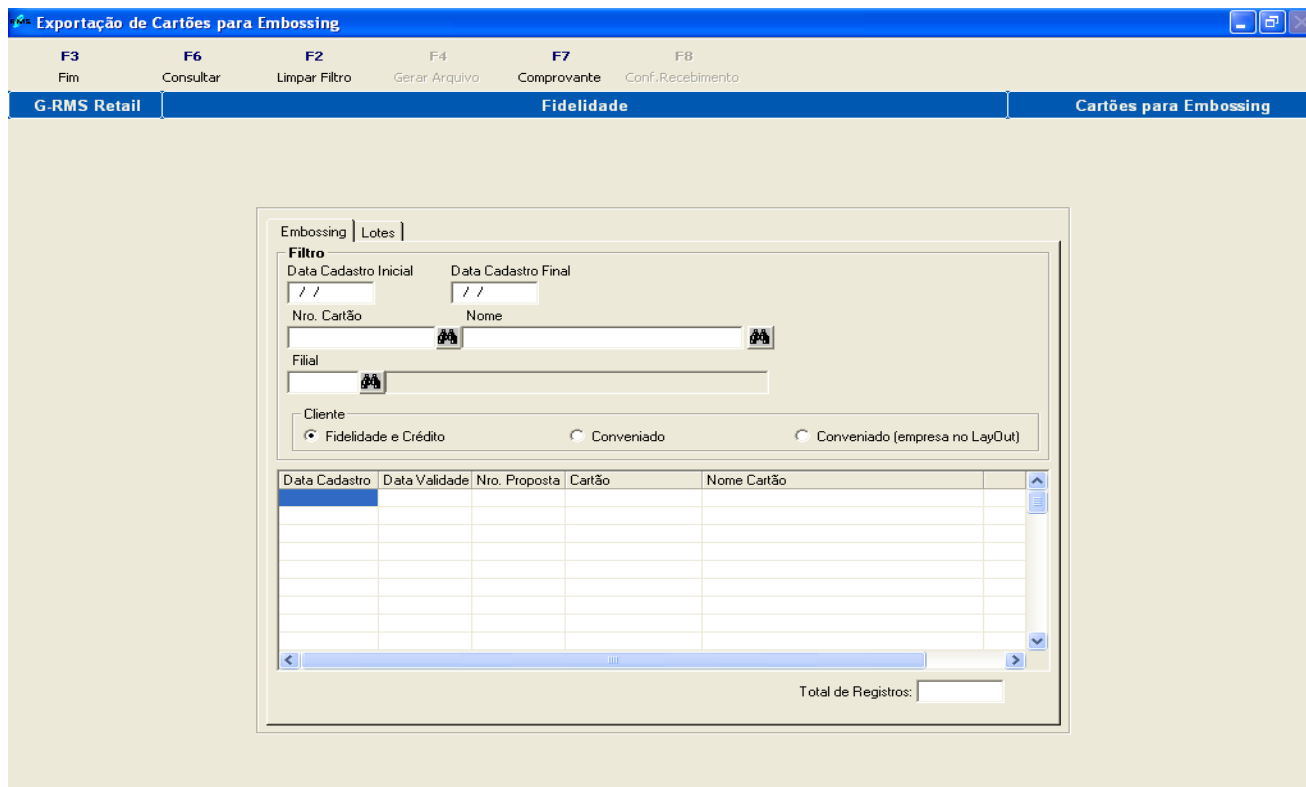 Exportação de Cartões para Embossing
F3 F6 F2 F4 F7 F8
Fim Consultar Limpar Filtro Gerar Arquivo Comprovante Conf.Recebimento
G-RMS Retail Fidelidade Cartões para Embossing
Embossing Lotes
Filtro
Data Cadastro Inicial Data Cadastro Final
/ / / /
Nro. Cartão Nome
Filial
Cliente
Fidelidade e Crédito Conveniado Conveniado (empresa no LayOut)
Data Cadastro Data Validade Nro. Proposta Cartão Nome Cartão
Total de Registros: